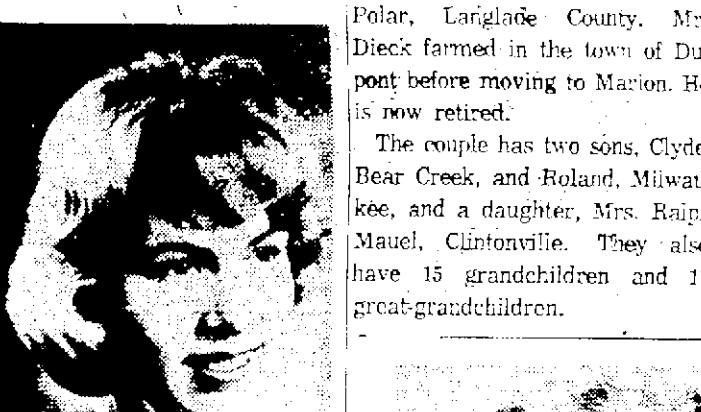 Polar, Langlade County. Mr
Dieck farmed in the town of Du
pont before moving to Marion. H
is now retired.
The couple has two sons, Clyde
Bear Creek, and Roland, Milwau
kee, and a daughter, Mrs. Ralp
Mauel, Clintonville. They also
have 15 grandchildren and 1
great-grandchildren.